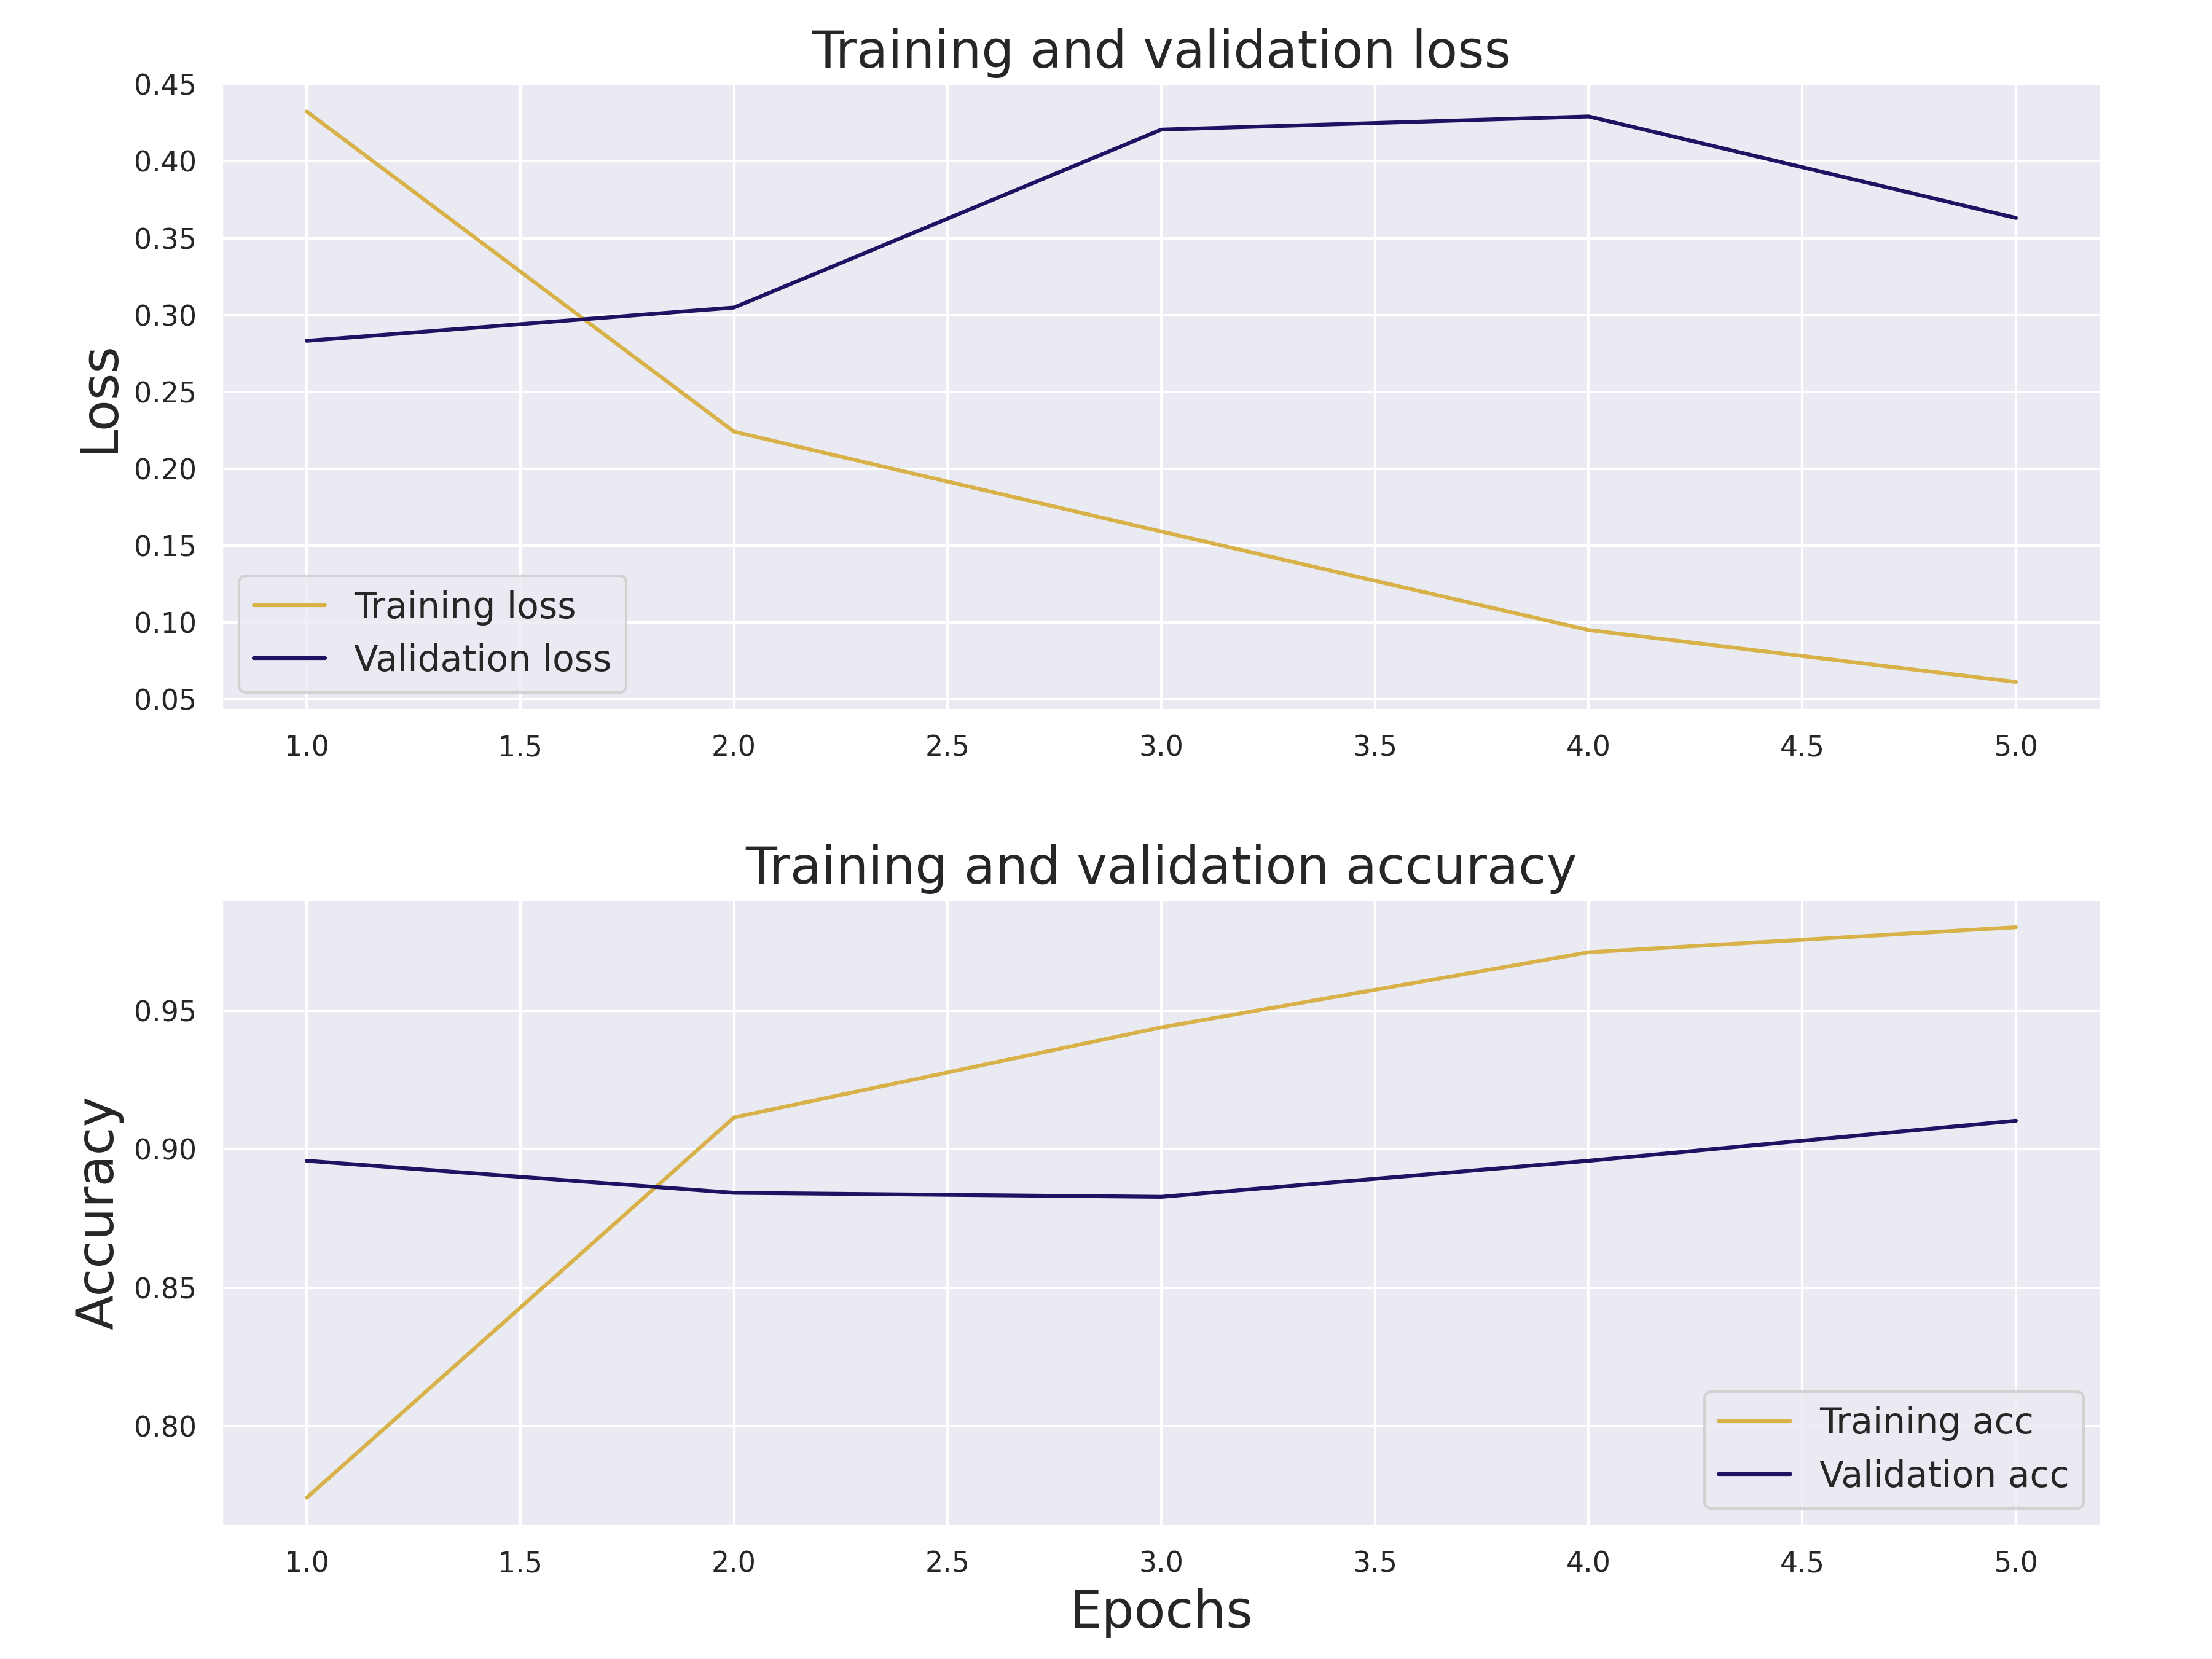 Training and validation loss
0.45
0.40
0.35
0.30
0.25
0.20
0.15
0.10
0.05
Loss
Training loss
Validation loss
1.0 1.5 2.0 2.5 3.0 3.5 4.0 4.5 5.0
Training and validation accuracy
0.95
0.90
0.85
0.80
Accuracy
Training acc
Validation acc
1.0 1.5 2.0 2.5 3.0 3.5 4.0 4.5 5.0
Epochs